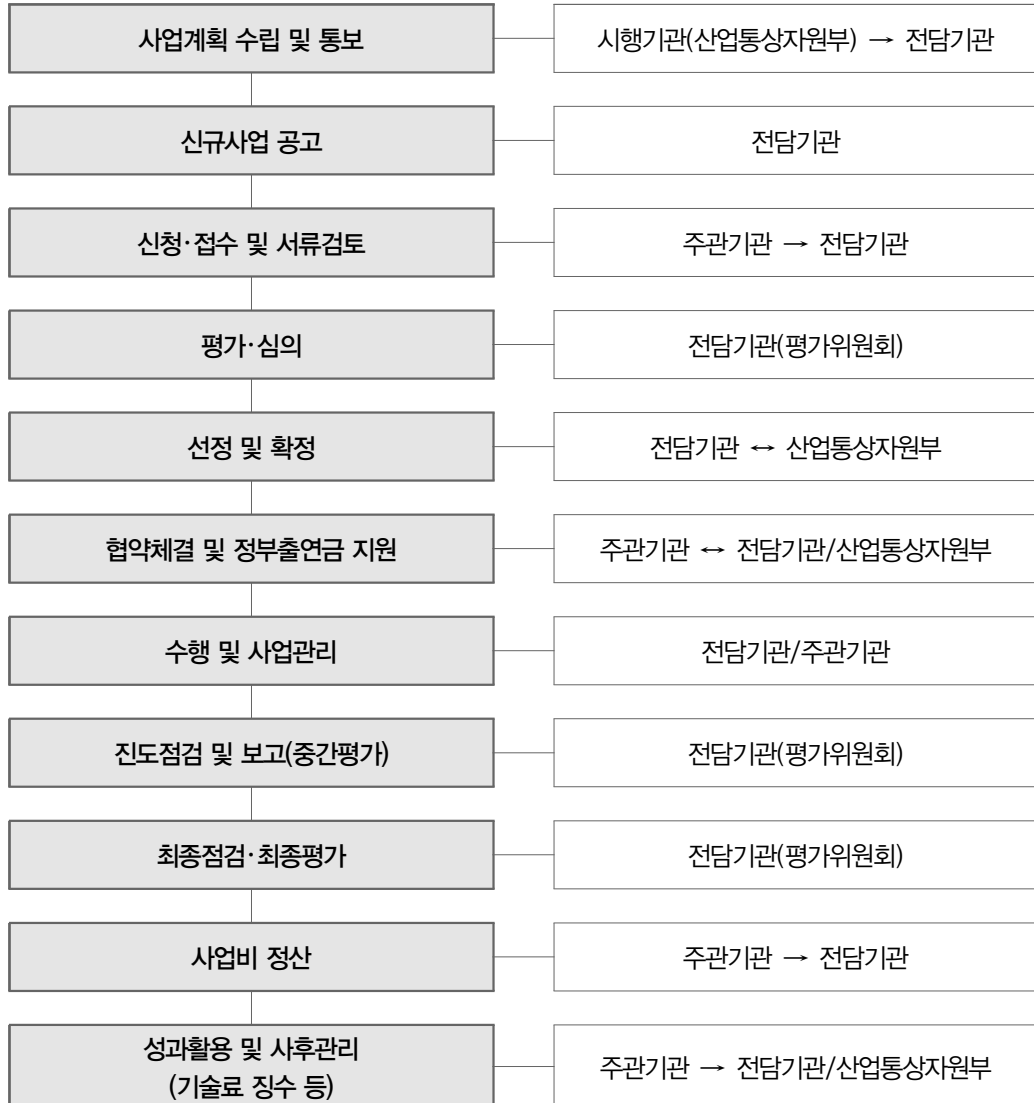 사업계획 수립 및 통보
시행기관(산업통상자원부) → 전담기관
신규사업 공고
전담기관
신청·접수 및 서류검토
주관기관 → 전담기관
평가·심의
전담기관(평가위원회)
선정 및 확정
전담기관 ↔ 산업통상자원부
협약체결 및 정부출연금 지원
주관기관 ↔ 전담기관/산업통상자원부
수행 및 사업관리
전담기관/주관기관
진도점검 및 보고(중간평가)
전담기관(평가위원회)
최종점검·최종평가
전담기관(평가위원회)
사업비 정산
주관기관 → 전담기관
성과활용 및 사후관리
(기술료 징수 등)
주관기관 → 전담기관/산업통상자원부